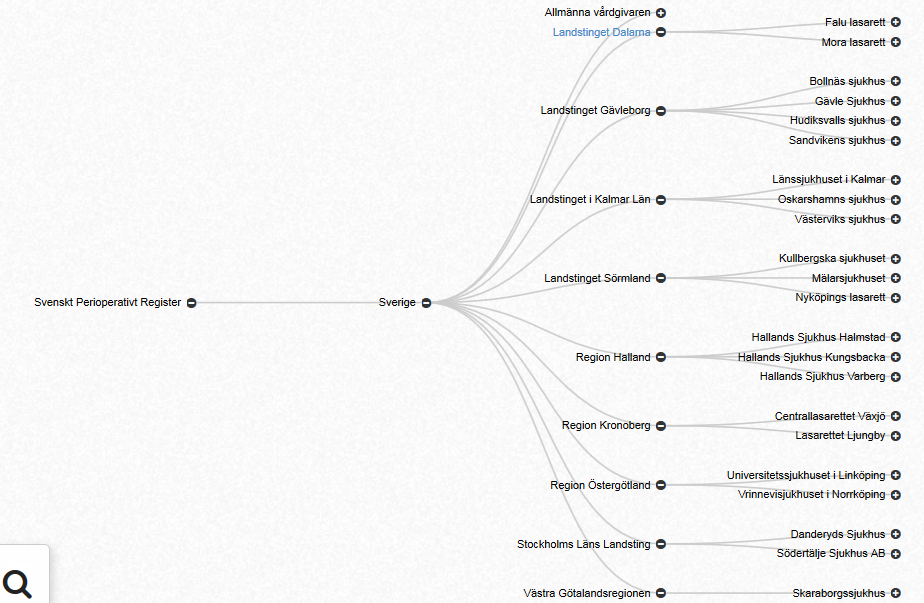 Svenskt Perioperativt Register
Sverige
Allmänna vårdgivaren
Landstinget Dalarna
Falu lasarett
Mora lasarett
Landstinget Gävleborg
Bollnäs sjukhus
Gävle Sjukhus
Hudiksvalls sjukhus
Sandvikens sjukhus
Landstinget i Kalmar Län
Länssjukhuset i Kalmar
Oskarshamns sjukhus
Västerviks sjukhus
Landstinget Sörmland
Kullbergska sjukhuset
Mälarsjukhuset
Nyköpings lasarett
Region Halland
Hallands Sjukhus Halmstad
Hallands Sjukhus Kungsbacka
Hallands Sjukhus Varberg
Region Kronoberg
Centrallasarettet Växjö
Lasarettet Ljungby
Region Östergötland
Universitetssjukhuset i Linköping
Vrinnevisjukhuset i Norrköping
Stockholms Läns Landsting
Danderyds Sjukhus
Södertälje Sjukhus AB
Västra Götalandsregionen
Skaraborgssjukhus